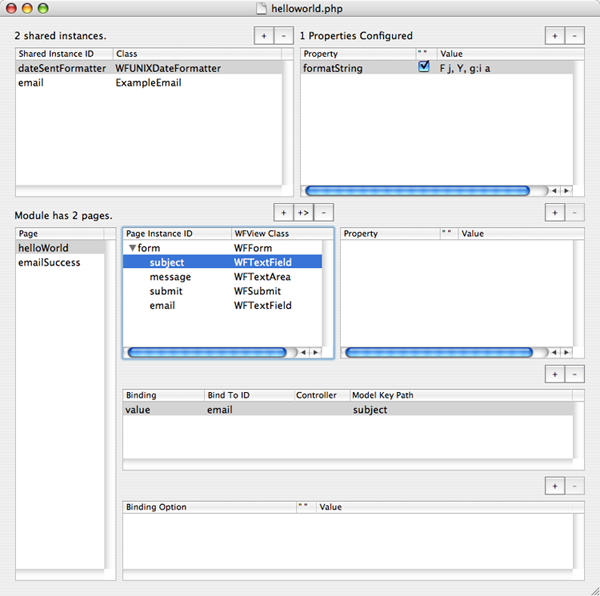 helloworld.php
2 shared instances.
+ -
1 Properties Configured
+ -
Shared Instance ID Class
dateSentFormatter WFUNIXDateFormatter
email ExampleEmail
Property " " Value
formatString F j, Y, g:i a
Module has 2 pages.
+ +> -
+ -
Page
helloWorld
emailSuccess
Page Instance ID WFView Class
form WFForm
subject WFTextField
message WFTextArea
submit WFSubmit
email WFTextField
Property " " Value
+ -
Binding Bind To ID Controller Model Key Path
value email subject
+ -
Binding Option " " Value